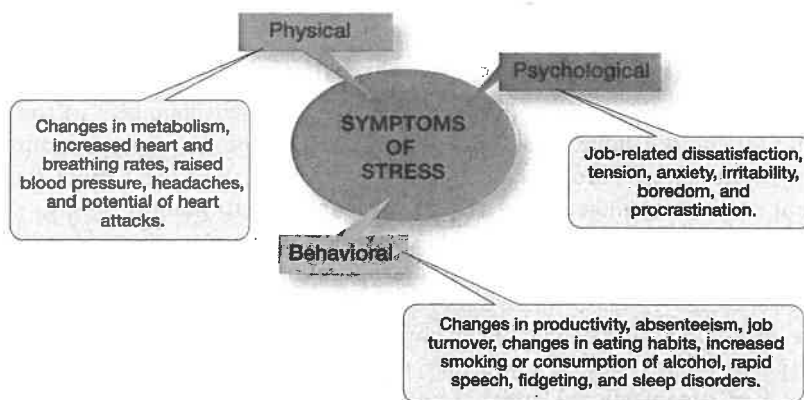 Physical
Psychological
SYMPTOMS
OF
STRESS
Changes in metabolism,
increased heart and
breathing rates, raised
blood pressure, headaches,
and potential of heart
attacks.
Job-related dissatisfaction,
tension, anxiety, irritability,
boredom, and
procrastination.
Behavioral
Changes in productivity, absenteeism, job
turnover, changes in eating habits, increased
smoking or consumption of alcohol, rapid
speech, fidgeting, and sleep disorders.